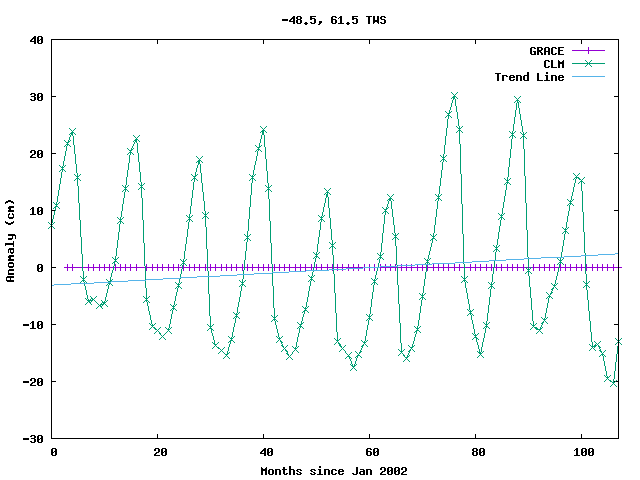 -48.5, 61.5 TWS
GRACE
CLM
Trend Line
40
30
20
10
0
-10
-20
-30
Anomaly (cm)
0 20 40 60 80 100
Months since Jan 2002